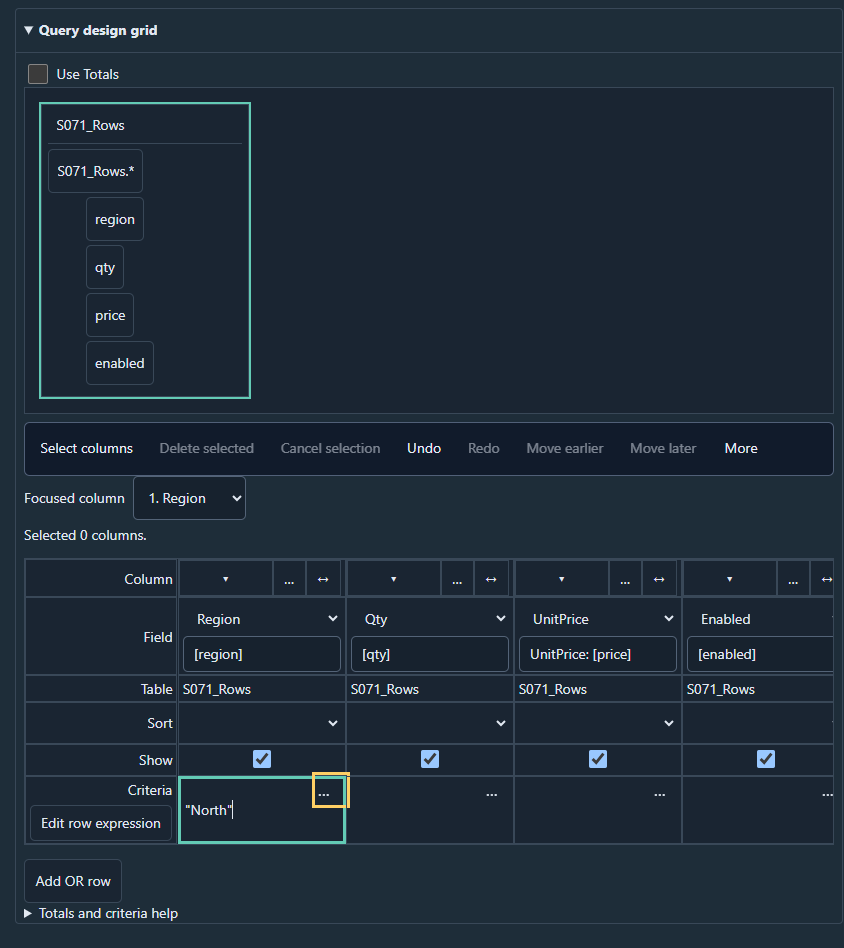 ▼ Query design grid
Use Totals
S071_Rows
S071_Rows.*
region
qty
price
enabled
Select columns Delete selected Cancel selection Undo Redo Move earlier Move later More
Focused column 1. Region
Selected 0 columns.
Column ▼ ... ↔ ▼ ... ↔ ▼ ... ↔ ▼ ... ↔
Field Region Qty UnitPrice Enabled
[region] [qty] UnitPrice: [price] [enabled]
Table S071_Rows S071_Rows S071_Rows S071_Rows
Sort
Show
Criteria ... ... ... ...
"North"
Edit row expression
Add OR row
▶ Totals and criteria help